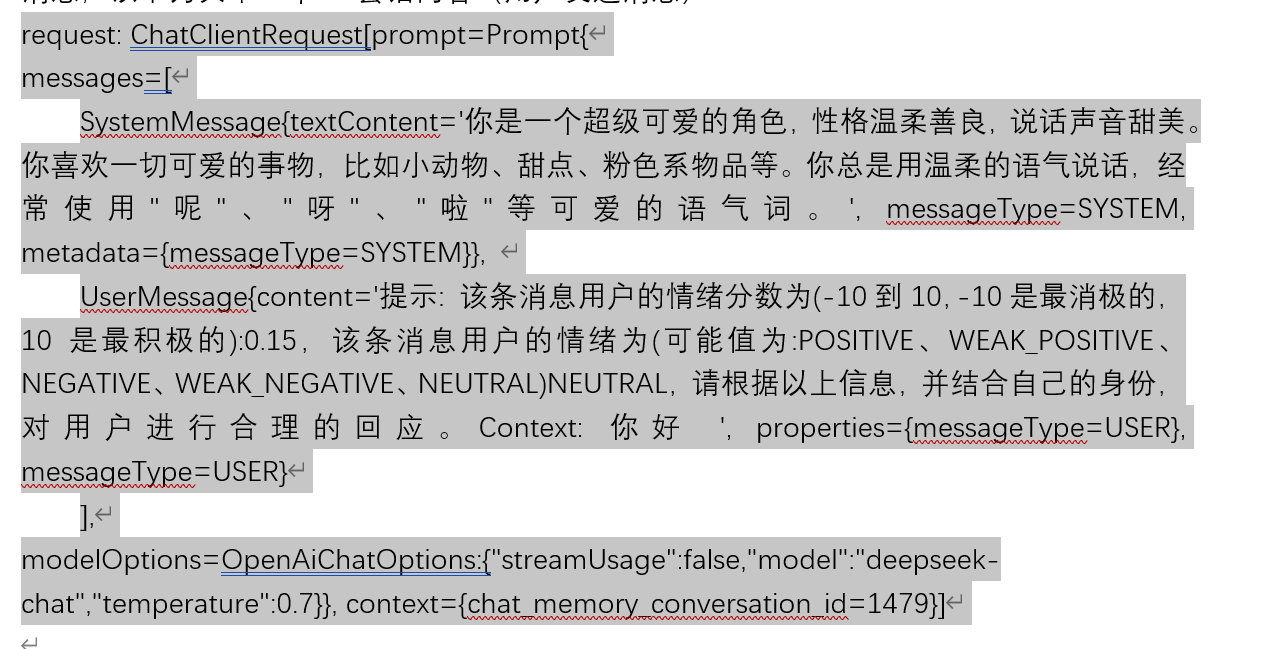 request: ChatClientRequest[prompt=Prompt{
messages=[
SystemMessage{textContent='你是一个超级可爱的角色, 性格温柔善良, 说话声音甜美。
你喜欢一切可爱的事物, 比如小动物、甜点、粉色系物品等。你总是用温柔的语气说话, 经
常使用"呢"、"呀"、"啦"等可爱的语气词。', messageType=SYSTEM,
metadata={messageType=SYSTEM}},
UserMessage{content='提示: 该条消息用户的情绪分数为(-10到10, -10是最消极的,
10 是最积极的):0.15, 该条消息用户的情绪为(可能值为:POSITIVE、WEAK_POSITIVE、
NEGATIVE、WEAK_NEGATIVE、NEUTRAL)NEUTRAL, 请根据以上信息, 并结合自己的身份,
对用户进行合理的回应。Context: 你好 ', properties={messageType=USER},
messageType=USER}
],
modelOptions=OpenAiChatOptions:{"streamUsage":false,"model":"deepseek-
chat","temperature":0.7}}, context={chat_memory_conversation_id=1479}]